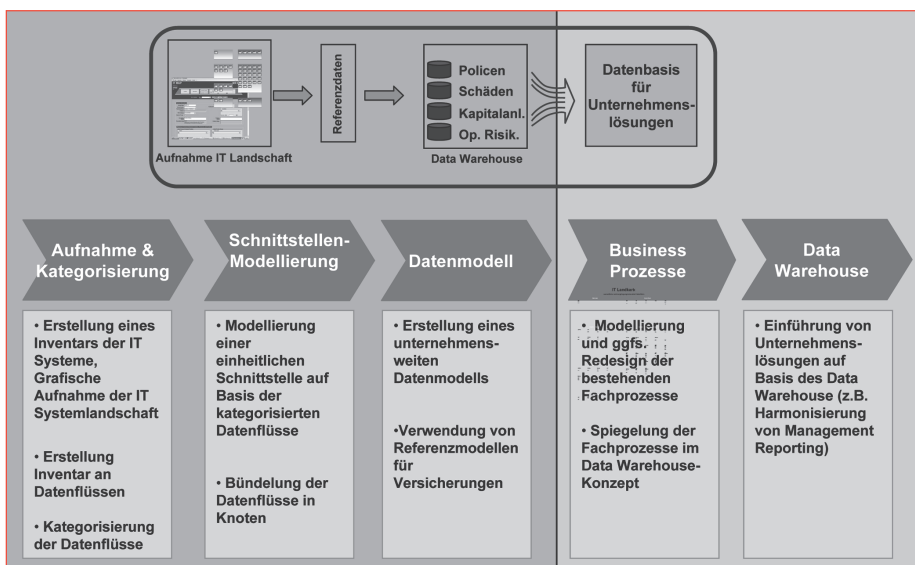 Referenzdaten
Policen
Schäden
Kapitalanl.
Op. Risik.
Datenbasis
für
Unternehmens-
lösungen
Aufnahme IT Landschaft
Data Warehouse
Aufnahme &
Kategorisierung
Schnittstellen-
Modellierung
Datenmodell
Business
Prozesse
Data
Warehouse
• Erstellung eines
Inventars der IT
Systeme,
Grafische
Aufnahme der IT
Systemlandschaft
• Erstellung
Inventar an
Datenflüssen
• Kategorisierung
der Datenflüsse
• Modellierung
einer
einheitlichen
Schnittstelle auf
Basis der
kategorisierten
Datenflüsse
• Bündelung der
Datenflüsse in
Knoten
• Erstellung eines
unternehmens-
weiten
Datenmodells
•Verwendung von
Referenzmodellen
für
Versicherungen
• Modellierung
und ggfs.
Redesign der
bestehenden
Fachprozesse
• Spiegelung der
Fachprozesse im
Data Warehouse-
Konzept
• Einführung von
Unternehmens-
lösungen auf
Basis des Data
Warehouse (z.B.
Harmonisierung
von Management
Reporting)